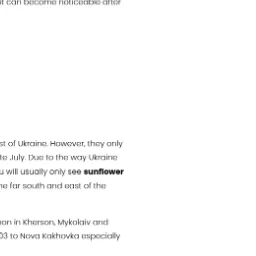 t can become noticeable after
st of Ukraine. However, they only
te July. Due to the way Ukraine
u will usually only see sunflower
he far south and east of the
on in Kherson, Mykolaiv and
03 to Nova Kakhovka especially